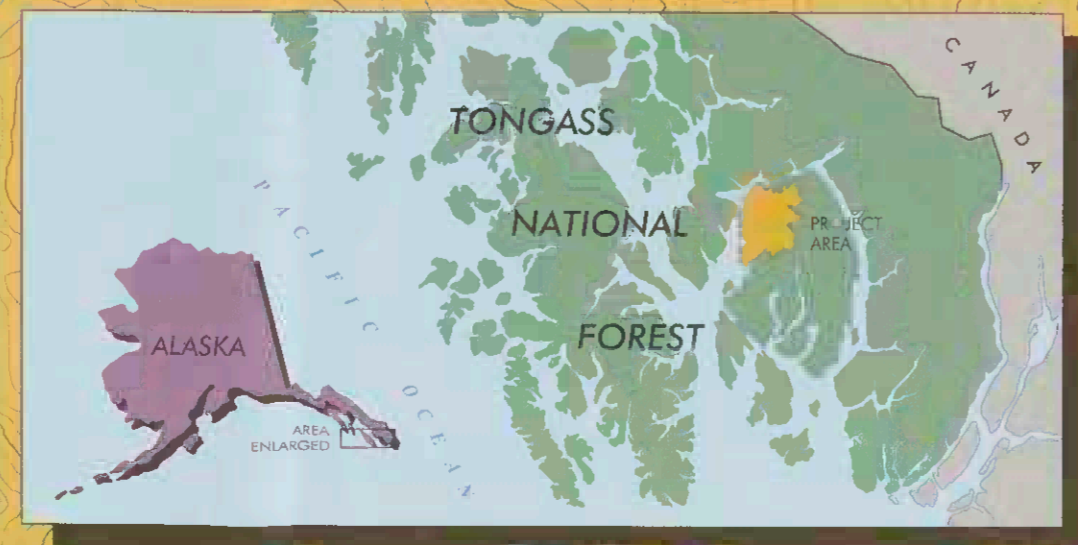 CANADA
TONGASS
NATIONAL
FOREST
PROJECT
AREA
PACIFIC OCEAN
ALASKA
AREA
ENLARGED